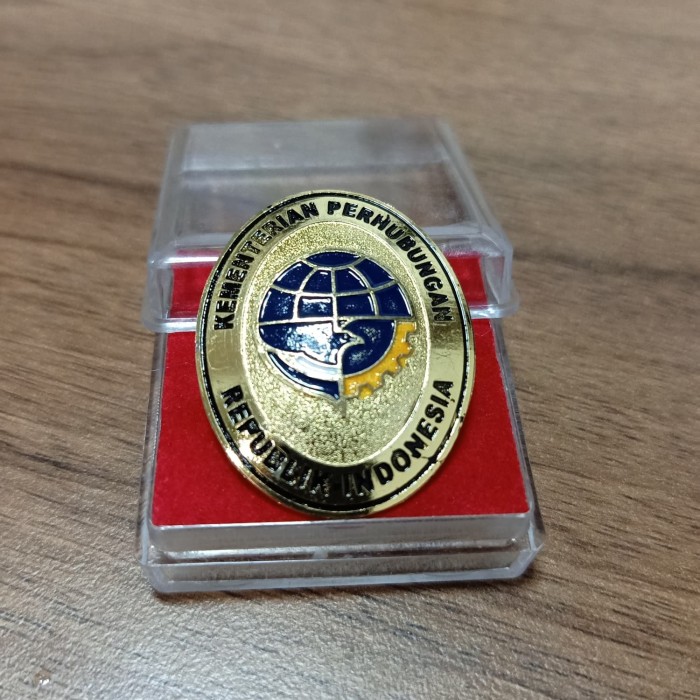 KEMENTERIAN PERHUBUNGAN
REPUBLIK INDONESIA